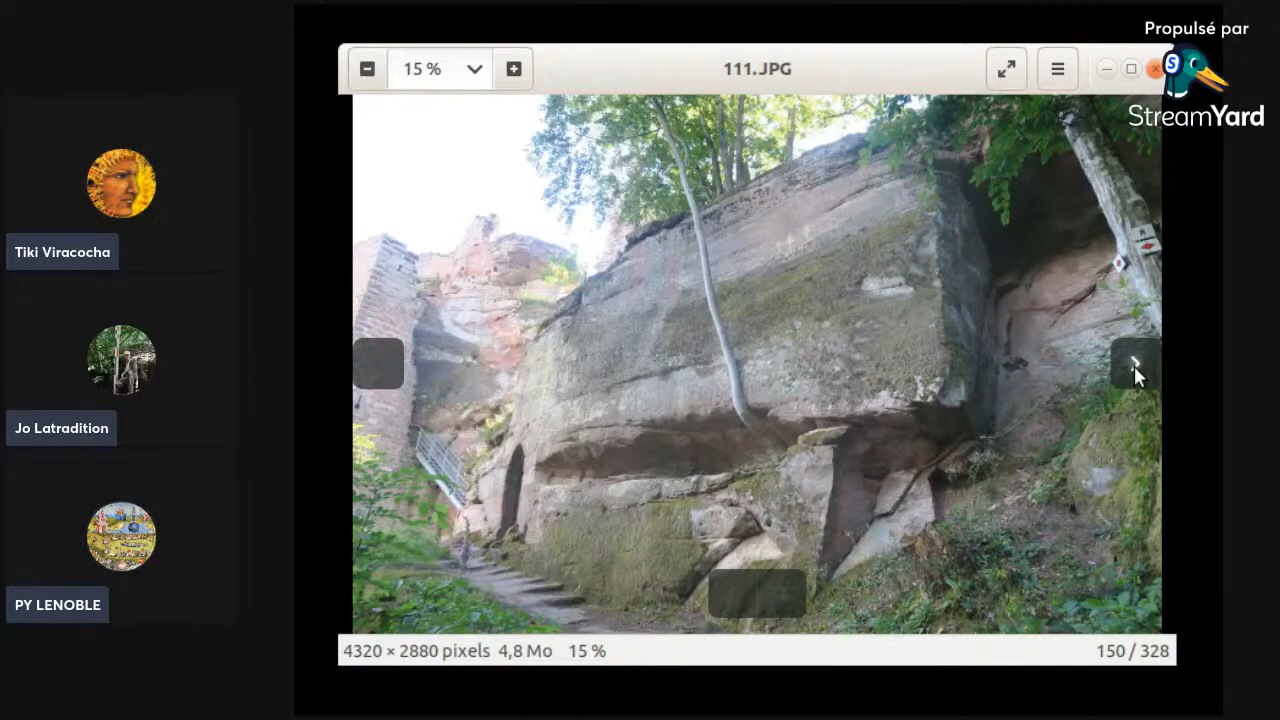 Propulsé par
StreamYard
15 %
111.JPG
Tiki Viracocha
Jo Latradition
PY LENOBLE
4320 × 2880 pixels 4,8 Mo 15 %
150 / 328